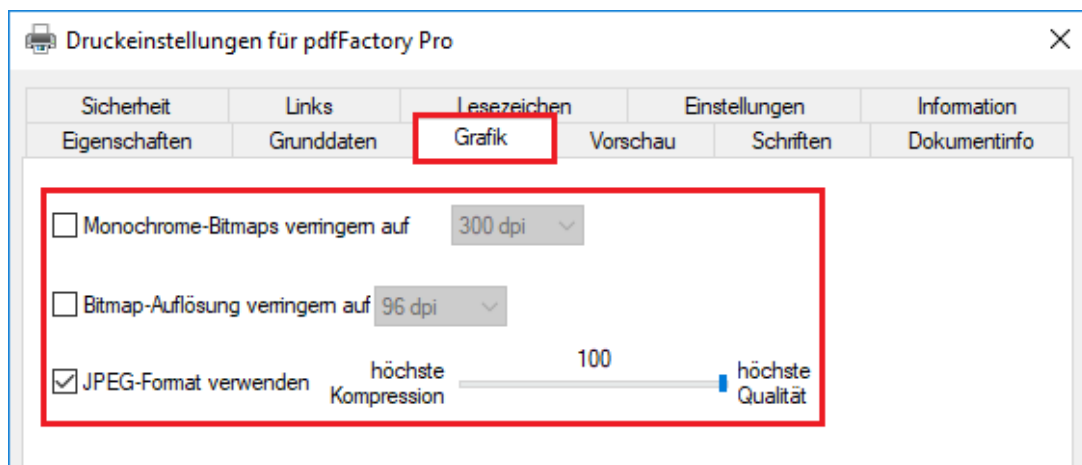 Druckeinstellungen für pdfFactory Pro
Sicherheit Links Lesezeichen Einstellungen Information
Eigenschaften Grunddaten Grafik Vorschau Schriften Dokumentinfo
Monochrome-Bitmaps verringern auf 300 dpi
Bitmap-Auflösung verringern auf 96 dpi
100
JPEG-Format verwenden höchste Kompression höchste Qualität